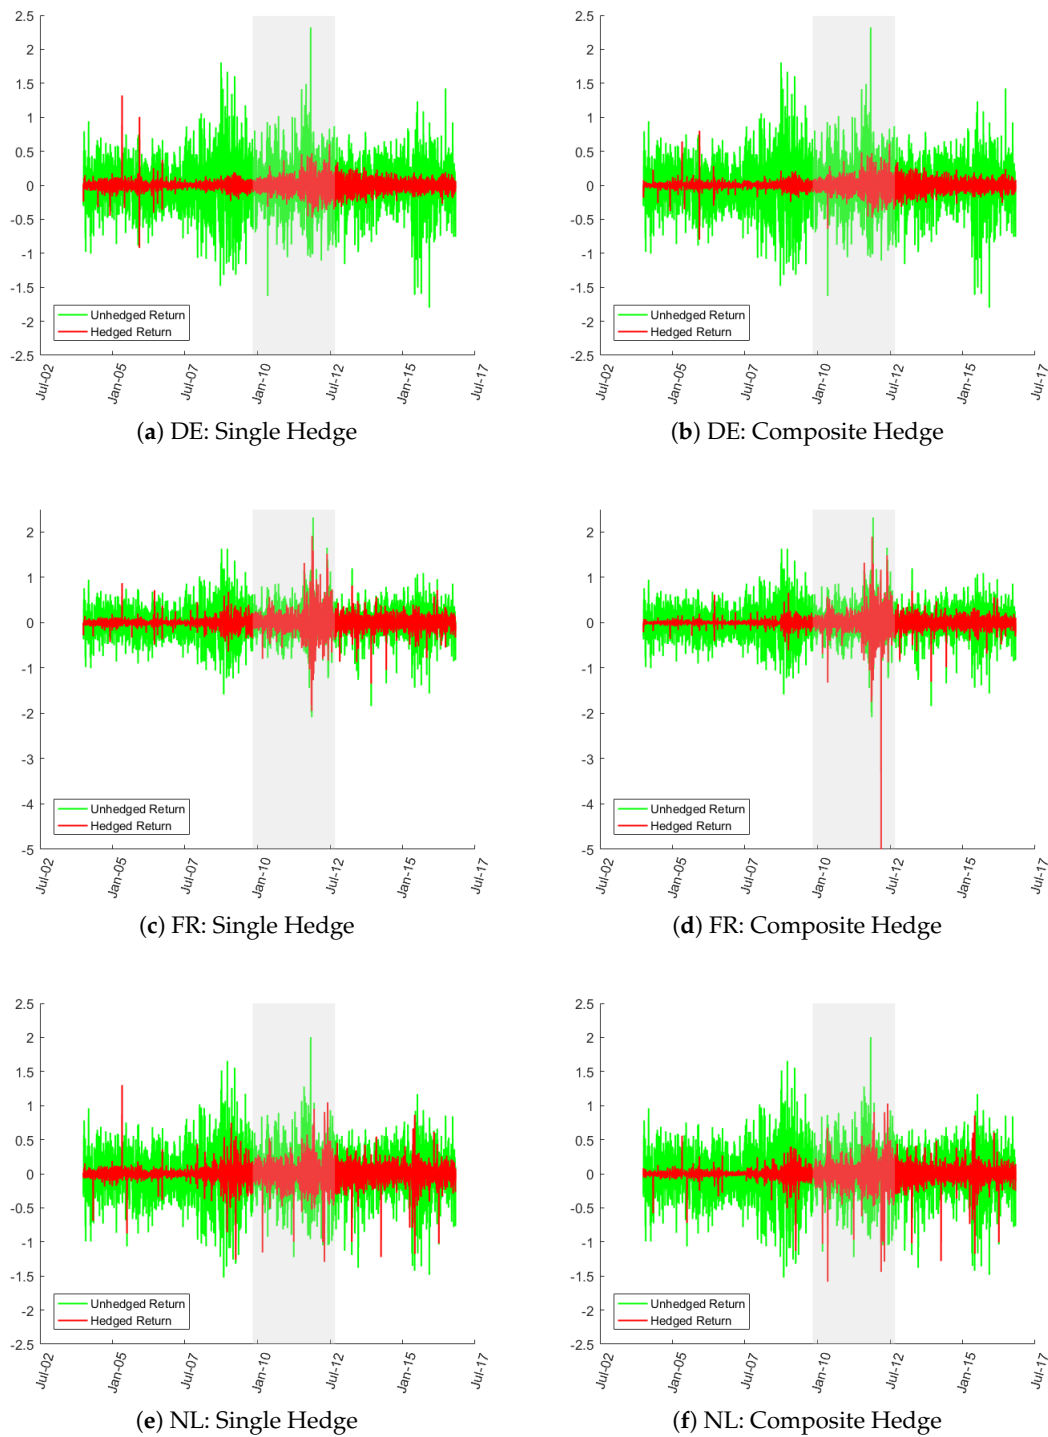 2.5
2
1.5
1
0.5
0
-0.5
-1
-1.5
-2
-2.5
Unhedged Return
Hedged Return
Jul-02
Jan-05
Jul-07
Jan-10
Jul-12
Jan-15
Jul-17
(a) DE: Single Hedge
2.5
2
1.5
1
0.5
0
-0.5
-1
-1.5
-2
-2.5
Unhedged Return
Hedged Return
Jul-02
Jan-05
Jul-07
Jan-10
Jul-12
Jan-15
Jul-17
(b) DE: Composite Hedge
2
1
0
-1
-2
-3
-4
-5
Unhedged Return
Hedged Return
Jul-02
Jan-05
Jul-07
Jan-10
Jul-12
Jan-15
Jul-17
(c) FR: Single Hedge
2
1
0
-1
-2
-3
-4
-5
Unhedged Return
Hedged Return
Jul-02
Jan-05
Jul-07
Jan-10
Jul-12
Jan-15
Jul-17
(d) FR: Composite Hedge
2.5
2
1.5
1
0.5
0
-0.5
-1
-1.5
-2
-2.5
Unhedged Return
Hedged Return
Jul-02
Jan-05
Jul-07
Jan-10
Jul-12
Jan-15
Jul-17
(e) NL: Single Hedge
2.5
2
1.5
1
0.5
0
-0.5
-1
-1.5
-2
-2.5
Unhedged Return
Hedged Return
Jul-02
Jan-05
Jul-07
Jan-10
Jul-12
Jan-15
Jul-17
(f) NL: Composite Hedge